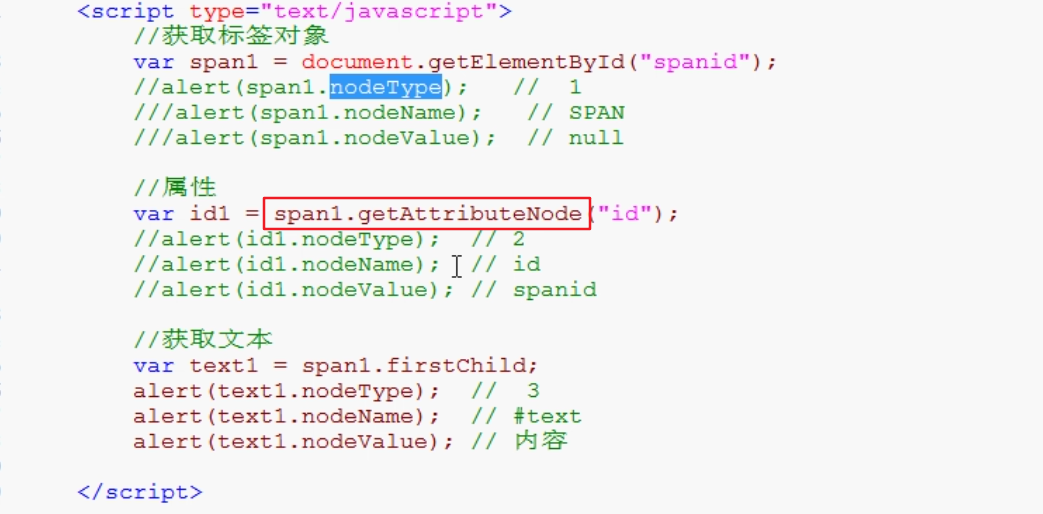 <script type="text/javascript">
//获取标签对象
var span1 = document.getElementById("spanid");
//alert(span1.nodeType);   //  1
///alert(span1.nodeName);   // SPAN
///alert(span1.nodeValue);  // null
//属性
var id1 = span1.getAttributeNode("id");
//alert(id1.nodeType);  // 2
//alert(id1.nodeName);  // id
//alert(id1.nodeValue); // spanid
//获取文本
var text1 = span1.firstChild;
alert(text1.nodeType);  //  3
alert(text1.nodeName);  // #text
alert(text1.nodeValue); // 内容
</script>